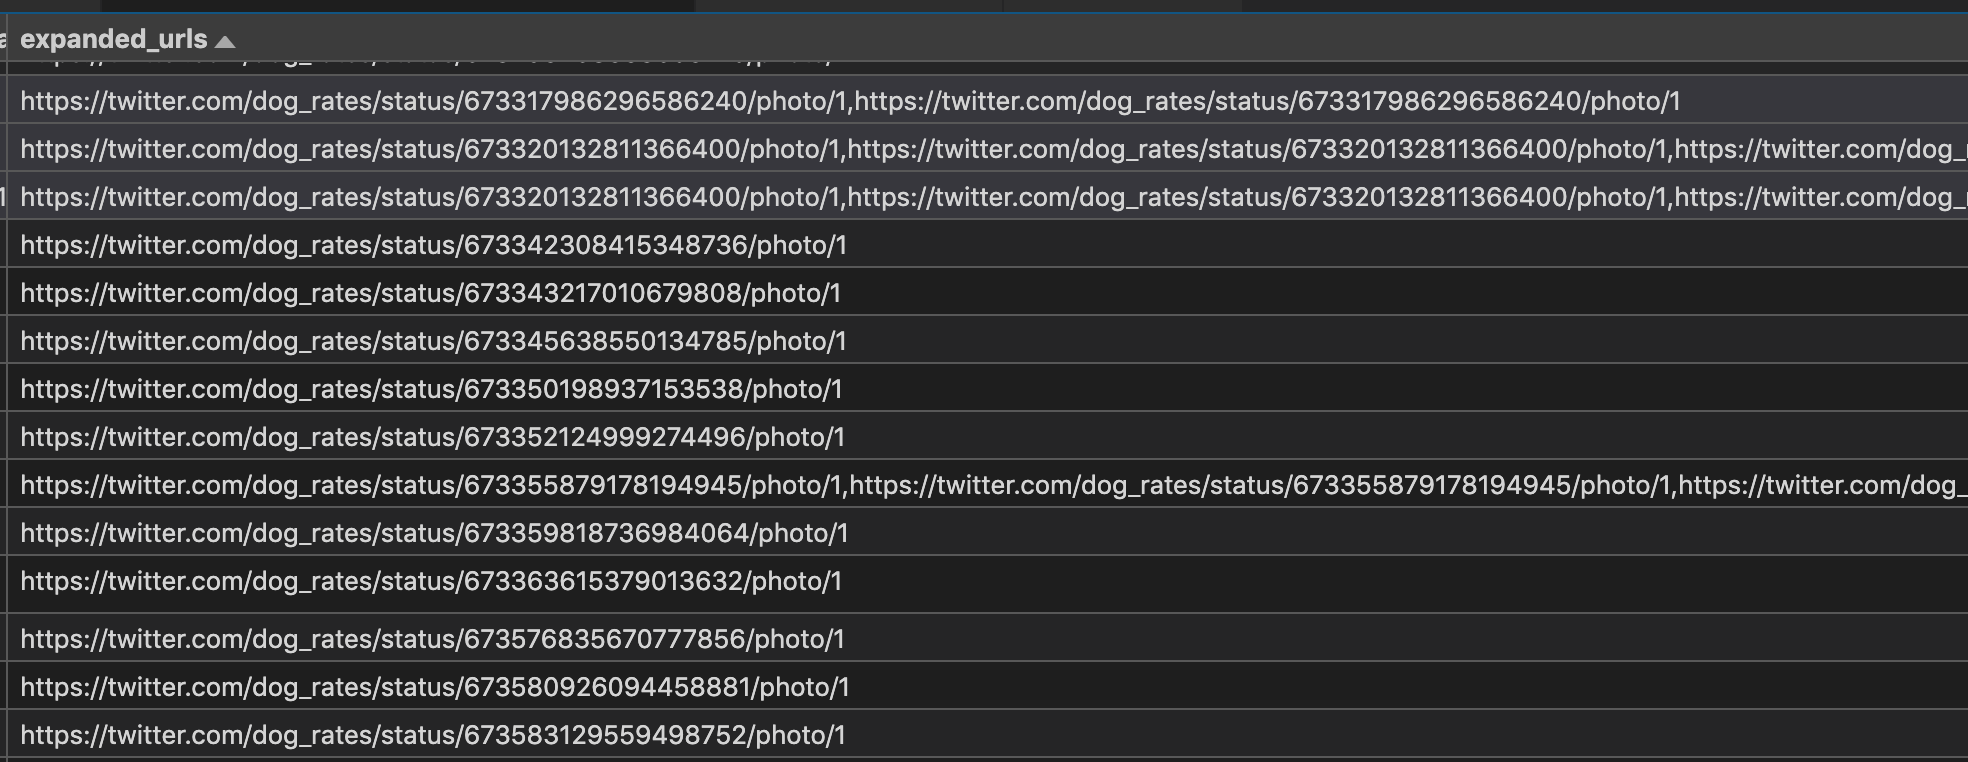 expanded_urls
https://twitter.com/dog_rates/status/673317986296586240/photo/1,https://twitter.com/dog_rates/status/673317986296586240/photo/1
https://twitter.com/dog_rates/status/673320132811366400/photo/1,https://twitter.com/dog_rates/status/673320132811366400/photo/1,https://twitter.com/dog_
https://twitter.com/dog_rates/status/673320132811366400/photo/1,https://twitter.com/dog_rates/status/673320132811366400/photo/1,https://twitter.com/dog_
https://twitter.com/dog_rates/status/673342308415348736/photo/1
https://twitter.com/dog_rates/status/673343217010679808/photo/1
https://twitter.com/dog_rates/status/673345638550134785/photo/1
https://twitter.com/dog_rates/status/673350198937153538/photo/1
https://twitter.com/dog_rates/status/673352124999274496/photo/1
https://twitter.com/dog_rates/status/673355879178194945/photo/1,https://twitter.com/dog_rates/status/673355879178194945/photo/1,https://twitter.com/dog_
https://twitter.com/dog_rates/status/673359818736984064/photo/1
https://twitter.com/dog_rates/status/673363615379013632/photo/1
https://twitter.com/dog_rates/status/673576835670777856/photo/1
https://twitter.com/dog_rates/status/673580926094458881/photo/1
https://twitter.com/dog_rates/status/673583129559498752/photo/1